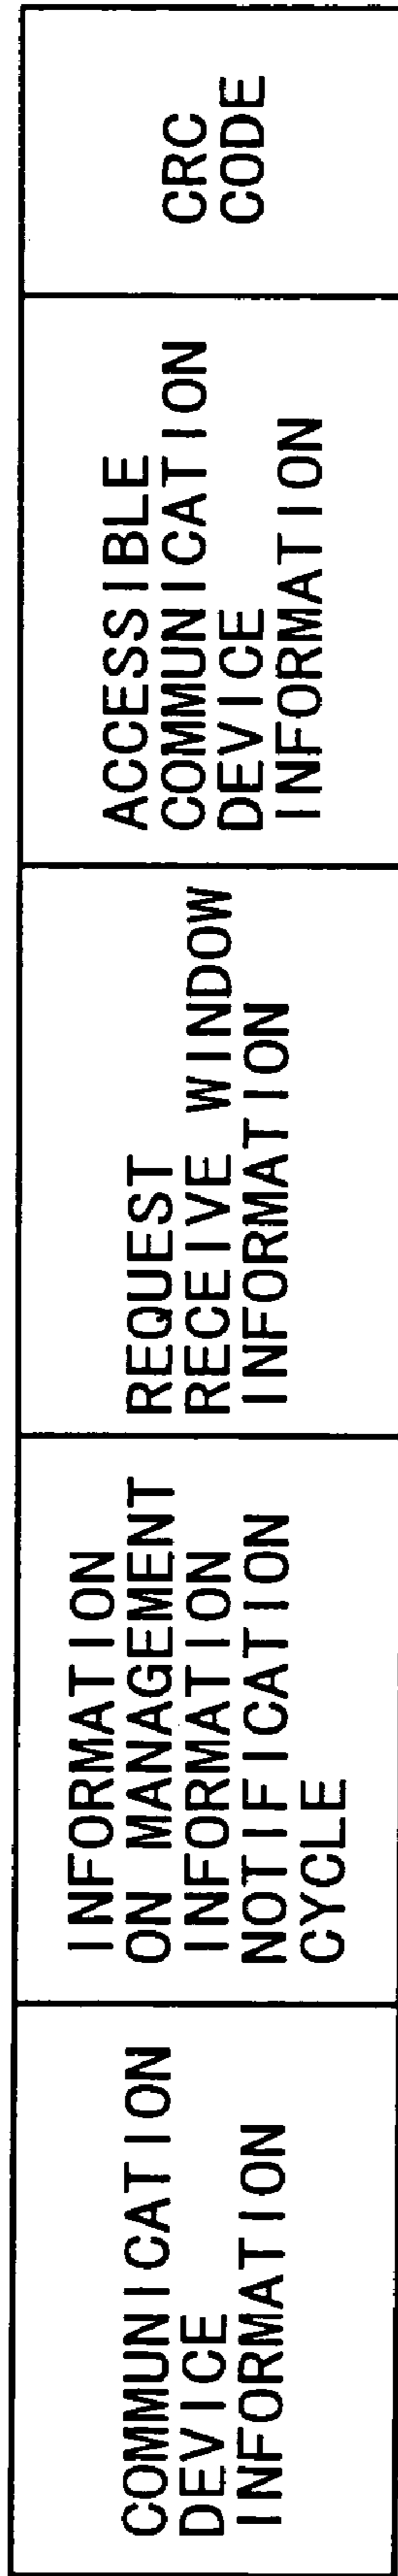 COMMUNICATION
DEVICE
INFORMATION
INFORMATION
ON MANAGEMENT
INFORMATION
NOTIFICATION
CYCLE
REQUEST
RECEIVE WINDOW
INFORMATION
ACCESSIBLE
COMMUNICATION
DEVICE
INFORMATION
CRC
CODE